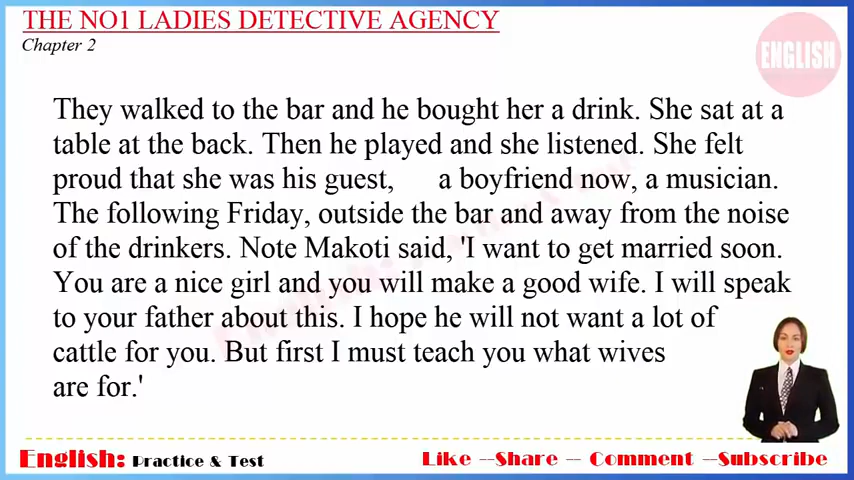 THE NO1 LADIES DETECTIVE AGENCY
Chapter 2
ENGLISH
They walked to the bar and he bought her a drink. She sat at a
table at the back. Then he played and she listened. She felt
proud that she was his guest, a boyfriend now, a musician.
The following Friday, outside the bar and away from the noise
of the drinkers. Note Makoti said, 'I want to get married soon.
You are a nice girl and you will make a good wife. I will speak
to your father about this. I hope he will not want a lot of
cattle for you. But first I must teach you what wives
are for.'
English: Practice & Test
Like --Share -- Comment --Subscribe